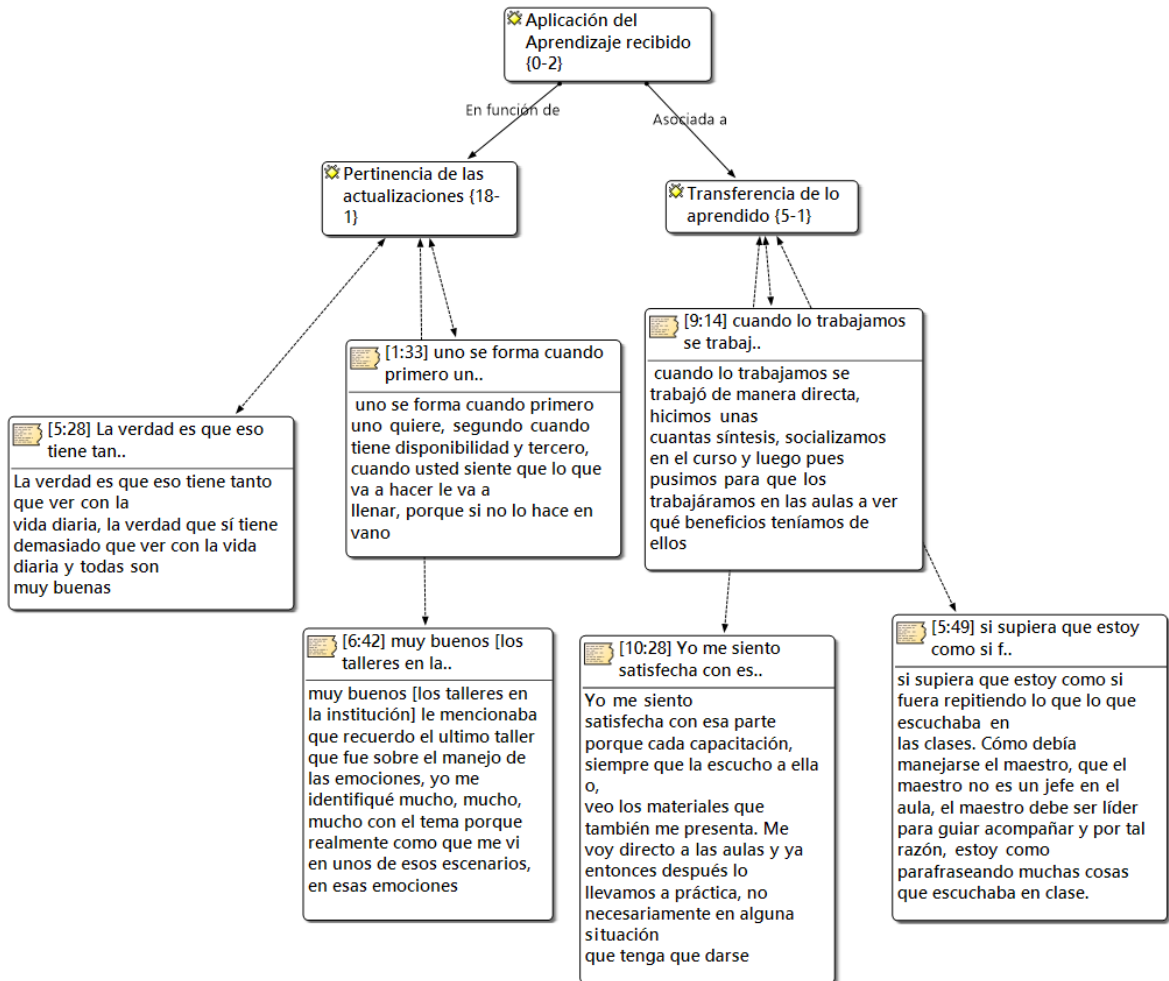 Aplicación del
Aprendizaje recibido
{0-2}
En función de
Asociada a
Pertinencia de las
actualizaciones {18-
1}
Transferencia de lo
aprendido {5-1}
[9:14] cuando lo trabajamos
se trabaj..
cuando lo trabajamos se
trabajó de manera directa,
hicimos unas
cuantas síntesis, socializamos
en el curso y luego pues
pusimos para que los
trabajáramos en las aulas a ver
qué beneficios teníamos de
ellos
[1:33] uno se forma cuando
primero un..
uno se forma cuando primero
uno quiere, segundo cuando
tiene disponibilidad y tercero,
cuando usted siente que lo que
va a hacer le va a
llenar, porque si no lo hace en
vano
[5:28] La verdad es que eso
tiene tan..
La verdad es que eso tiene tanto
que ver con la
vida diaria, la verdad que sí tiene
demasiado que ver con la vida
diaria y todas son
muy buenas
[6:42] muy buenos [los
talleres en la..
muy buenos [los talleres en
la institución] le mencionaba
que recuerdo el ultimo taller
que fue sobre el manejo de
las emociones, yo me
identifiqué mucho, mucho,
mucho con el tema porque
realmente como que me vi
en unos de esos escenarios,
en esas emociones
[10:28] Yo me siento
satisfecha con es..
Yo me siento
satisfecha con esa parte
porque cada capacitación,
siempre que la escucho a ella
o,
veo los materiales que
también me presenta. Me
voy directo a las aulas y ya
entonces después lo
llevamos a práctica, no
necesariamente en alguna
situación
que tenga que darse
[5:49] si supiera que estoy
como si f..
si supiera que estoy como si
fuera repitiendo lo que lo que
escuchaba en
las clases. Cómo debía
manejarse el maestro, que el
maestro no es un jefe en el
aula, el maestro debe ser líder
para guiar acompañar y por tal
razón, estoy como
parafraseando muchas cosas
que escuchaba en clase.